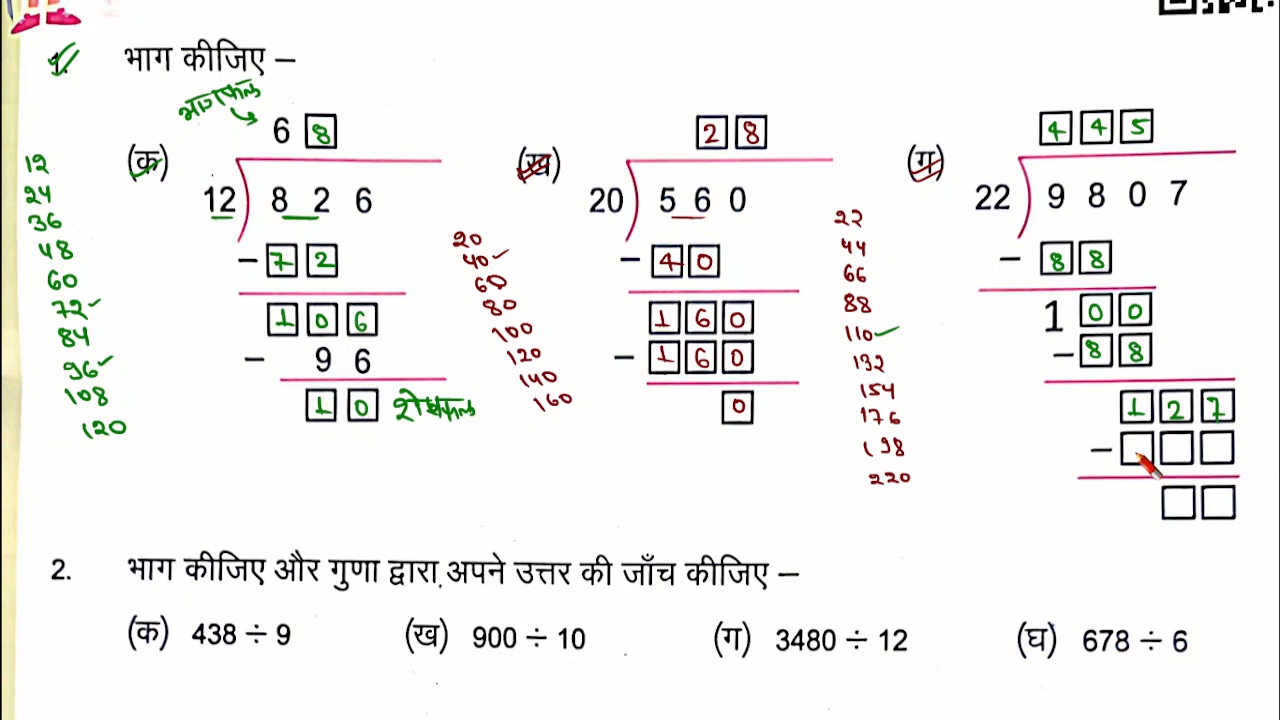 1. भाग कीजिए –
भागफल
(क) 6 8
12 ) 8 2 6
– 7 2
1 0 6
– 9 6
1 0 शेषफल
12
24
36
48
60
72
84
96
108
120
(ख) 2 8
20 ) 5 6 0
– 4 0
1 6 0
– 1 6 0
0
20
40
60
80
100
120
140
160
(ग) 4 4 5
22 ) 9 8 0 7
– 8 8
1 0 0
– 8 8
1 2 7
–
22
44
66
88
110
132
154
176
198
220
2. भाग कीजिए और गुणा द्वारा अपने उत्तर की जाँच कीजिए –
(क) 438 ÷ 9 (ख) 900 ÷ 10 (ग) 3480 ÷ 12 (घ) 678 ÷ 6